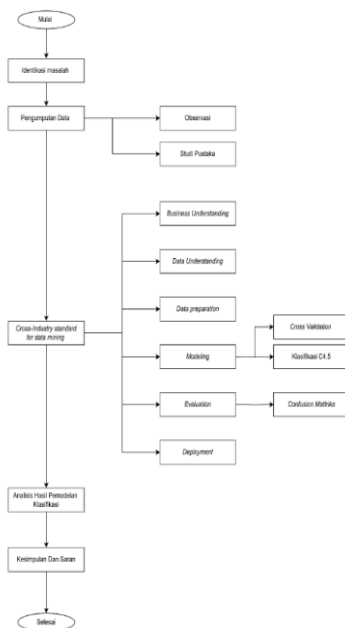 Mulai
Identikasi masalah
Pengumpulan Data
Observasi
Studi Pustaka
Business Understanding
Data Understanding
Data preparation
Cross-Industry standard
for data mining
Modeling
Cross Validation
Klasifikasi C4.5
Evaluation
Confusion Matriks
Deployment
Analisis Hasil Pemodelan
Klasifikasi
Kesimpulan Dan Saran
Selesai